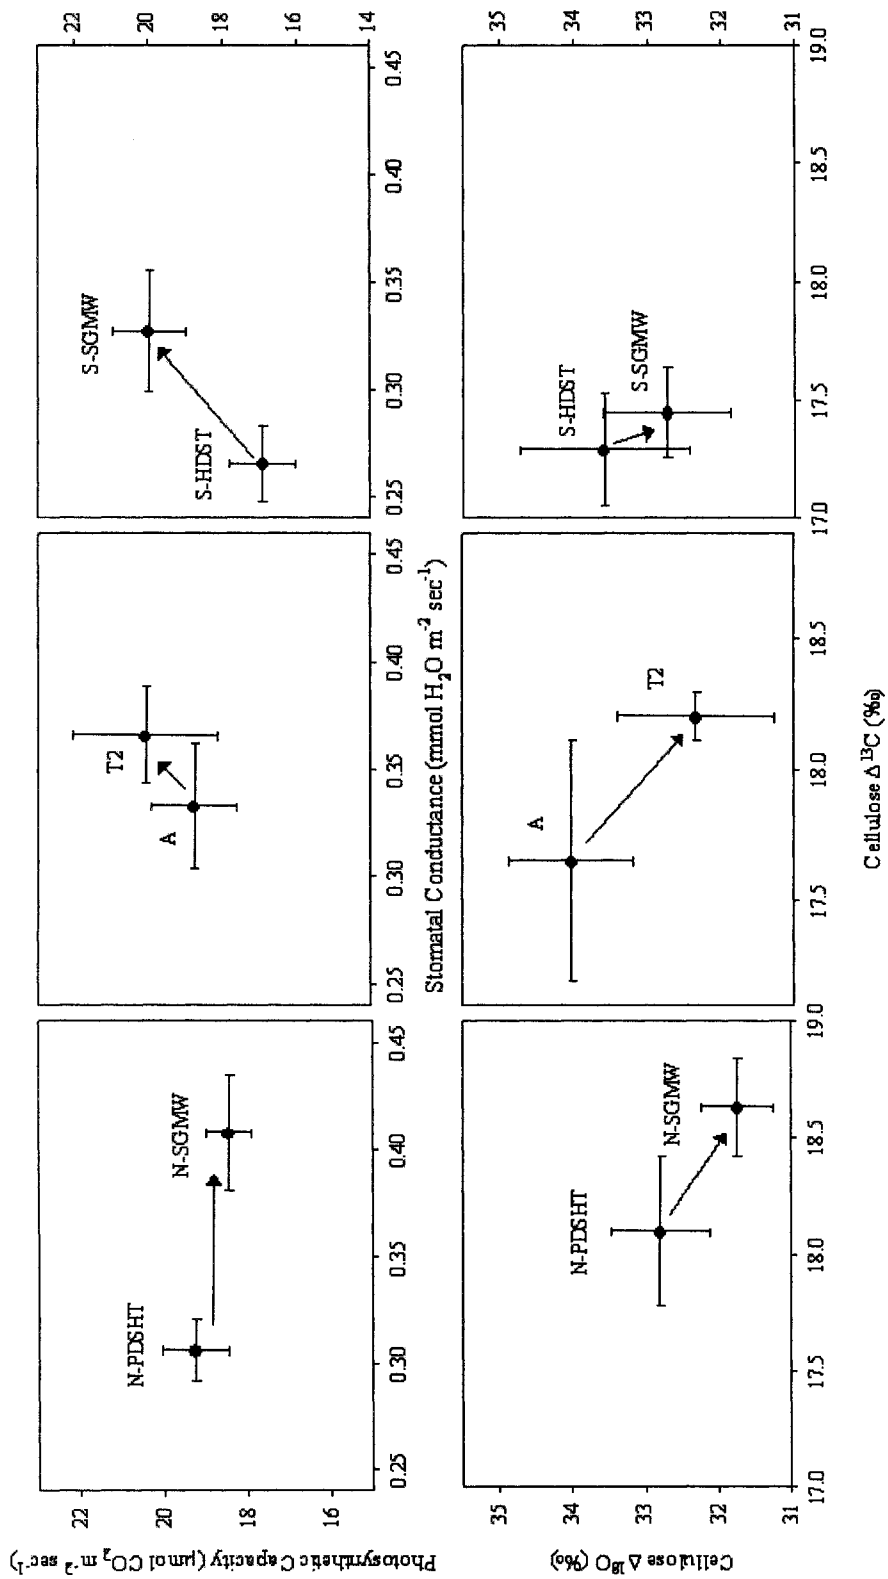 Photosynthetic Capacity (µmol CO₂ m⁻² sec⁻¹)
22
20
18
16
N-PDSHT
N-SGMW
0.25 0.30 0.35 0.40 0.45
A
T2
0.25 0.30 0.35 0.40 0.45
S-HDST
S-SGMW
0.25 0.30 0.35 0.40 0.45
22
20
18
16
14
Stomatal Conductance (mmol H₂O m⁻² sec⁻¹)
Cellulose Δ¹⁸O (‰)
35
34
33
32
31
N-PDSHT
N-SGMW
17.0 17.5 18.0 18.5 19.0
A
T2
17.5 18.0 18.5
S-HDST
S-SGMW
17.0 17.5 18.0 18.5 19.0
35
34
33
32
31
Cellulose Δ¹³C (‰)